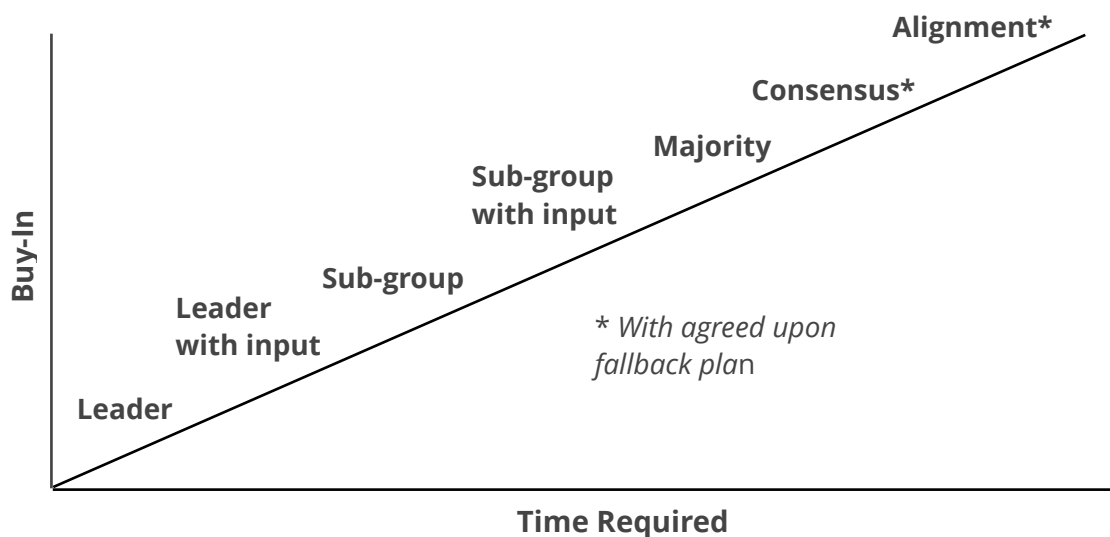 Alignment*
Consensus*
Majority
Sub-group
with input
Sub-group
Leader
with input
Leader
Buy-In
* With agreed upon
fallback plan
Time Required